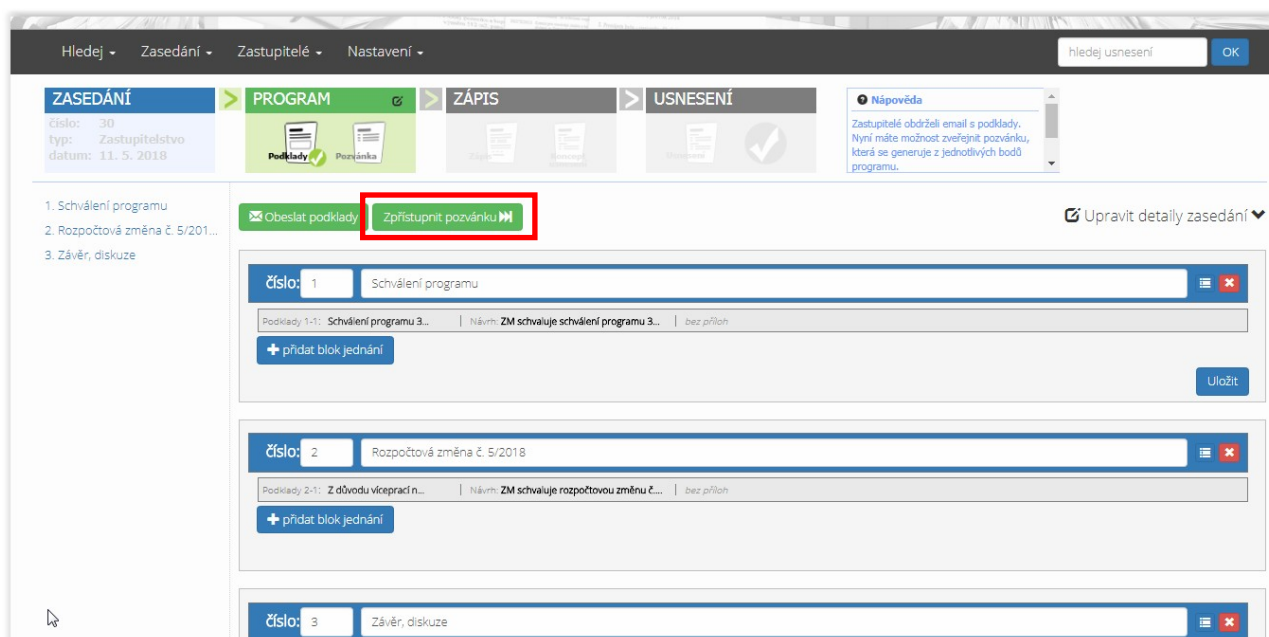 Hledej Zasedání Zastupitelé Nastavení hledej usnesení OK
ZASEDÁNÍ
číslo: 30
typ: Zastupitelstvo
datum: 11. 5. 2018
PROGRAM
Podklady Pozvánka
ZÁPIS
Zápis
USNESENÍ
Usnesení
Nápověda
Zastupitelé obdrželi email s podklady.
Nyní máte možnost zveřejnit pozvánku,
která se generuje z jednotlivých bodů
programu.
1. Schválení programu
2. Rozpočtová změna č. 5/201...
3. Závěr, diskuze
Obeslat podklady Zpřístupnit pozvánku Upravit detaily zasedání
číslo: 1 Schválení programu
Podklady 1-1: Schválení programu 3... | Návrh: ZM schvaluje schválení programu 3... | bez příloh
přidat blok jednání
Uložit
číslo: 2 Rozpočtová změna č. 5/2018
Podklady 2-1: Z důvodu víceprací n... | Návrh: ZM schvaluje rozpočtovou změnu č.... | bez příloh
přidat blok jednání
číslo: 3 Závěr, diskuze